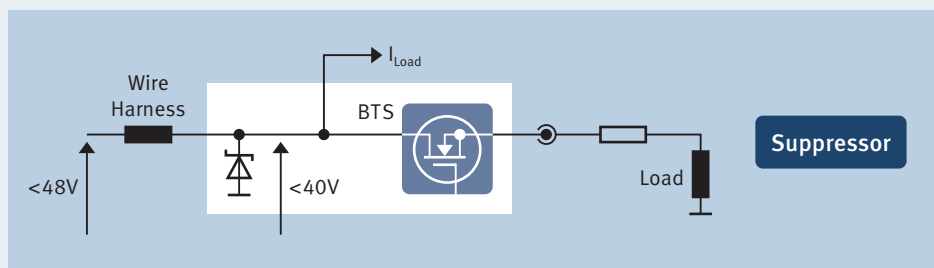 I_Load
Wire
Harness
BTS
Suppressor
<48V
<40V
Load